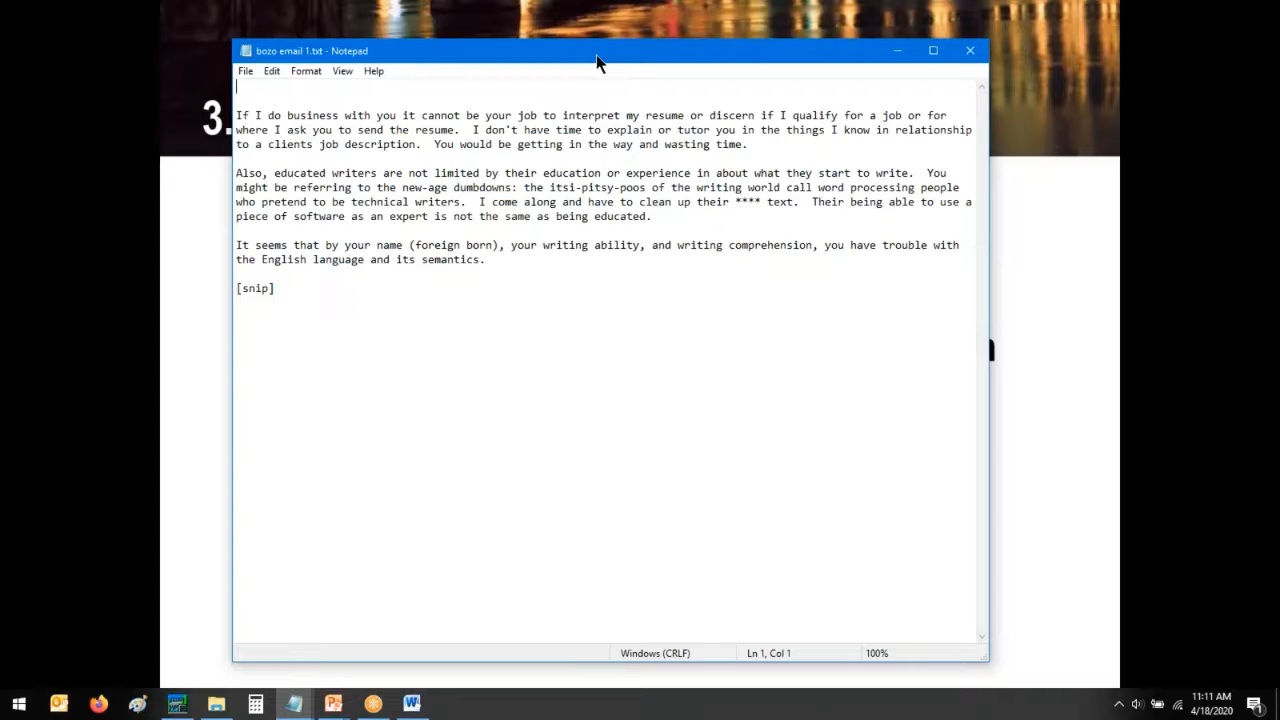 3.
bozo email 1.txt - Notepad
File Edit Format View Help
If I do business with you it cannot be your job to interpret my resume or discern if I qualify for a job or for
where I ask you to send the resume.  I don't have time to explain or tutor you in the things I know in relationship
to a clients job description.  You would be getting in the way and wasting time.
Also, educated writers are not limited by their education or experience in about what they start to write.  You
might be referring to the new-age dumbdowns: the itsi-pitsy-poos of the writing world call word processing people
who pretend to be technical writers.  I come along and have to clean up their **** text.  Their being able to use a
piece of software as an expert is not the same as being educated.
It seems that by your name (foreign born), your writing ability, and writing comprehension, you have trouble with
the English language and its semantics.
[snip]
Windows (CRLF) Ln 1, Col 1 100%
11:11 AM
4/18/2020